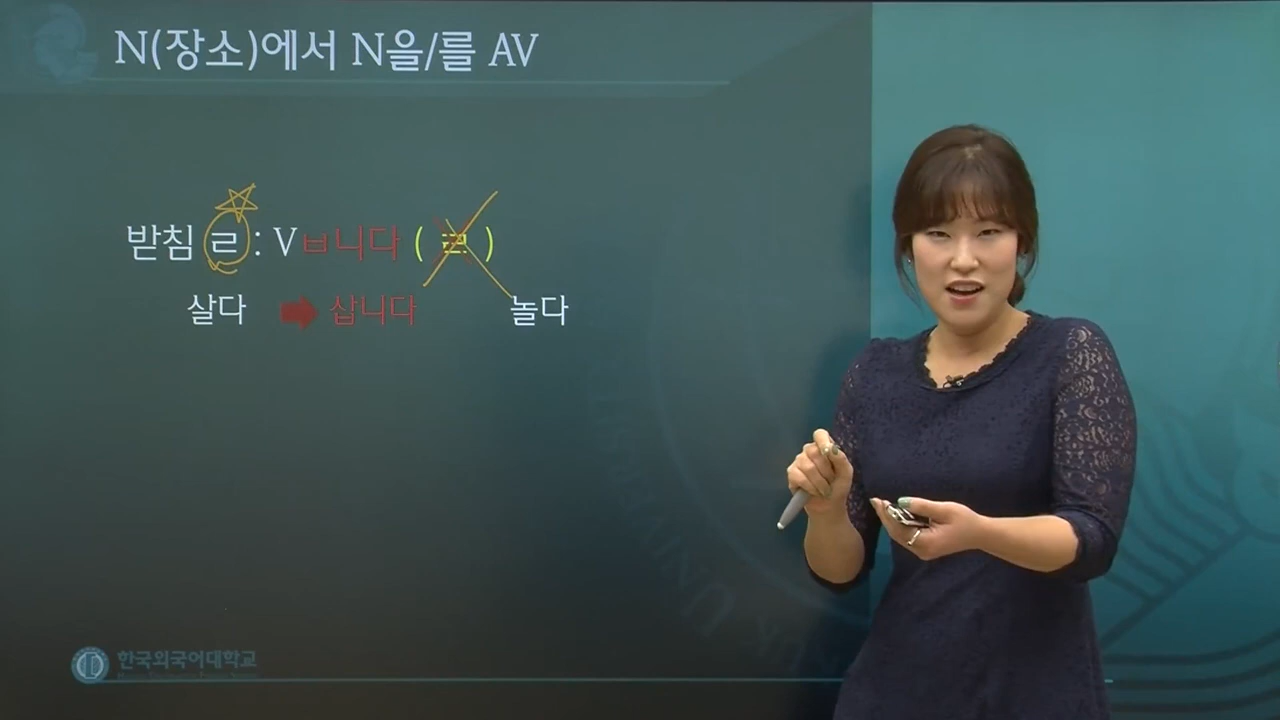 N(장소)에서 N을/를 AV
받침 ㄹ : Vㅂ니다 ( ㄹ )
살다 ➡ 삽니다 놀다
한국외국어대학교